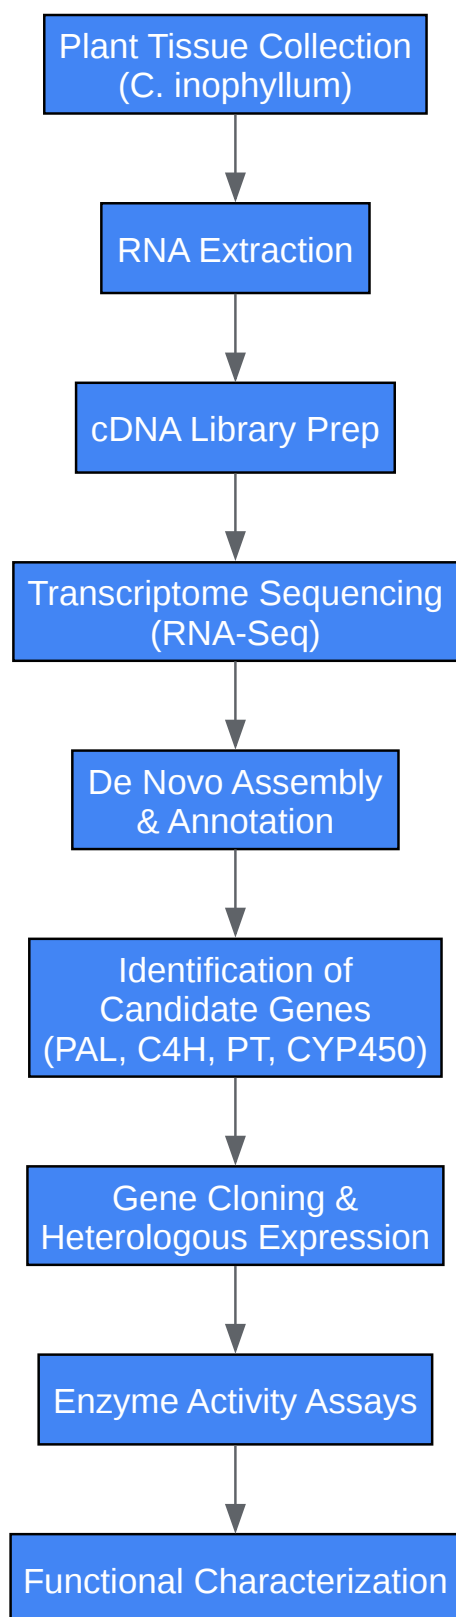 Plant Tissue Collection
(C. inophyllum)
RNA Extraction
cDNA Library Prep
Transcriptome Sequencing
(RNA-Seq)
De Novo Assembly
& Annotation
Identification of
Candidate Genes
(PAL, C4H, PT, CYP450)
Gene Cloning &
Heterologous Expression
Enzyme Activity Assays
Functional Characterization